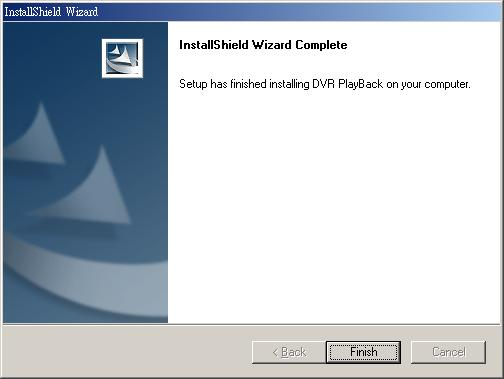 InstallShield Wizard
InstallShield Wizard Complete
Setup has finished installing DVR PlayBack on your computer.
< Back
Finish
Cancel